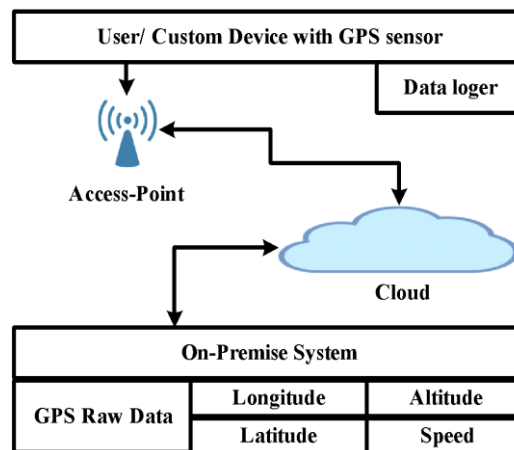 User/ Custom Device with GPS sensor
Data loger
Access-Point
Cloud
On-Premise System
GPS Raw Data
Longitude
Altitude
Latitude
Speed